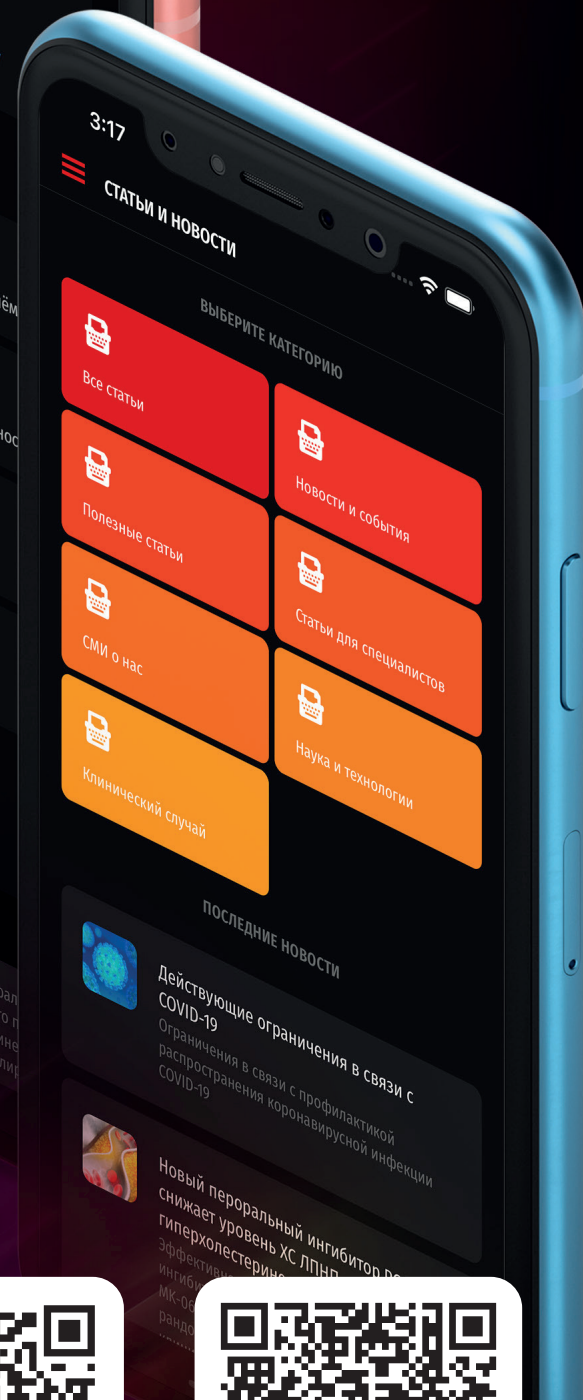 3:17
СТАТЬИ И НОВОСТИ
ВЫБЕРИТЕ КАТЕГОРИЮ
Все статьи
Новости и события
Полезные статьи
Статьи для специалистов
СМИ о нас
Наука и технологии
Клинический случай
ПОСЛЕДНИЕ НОВОСТИ
Действующие ограничения в связи с
COVID-19
Ограничения в связи с профилактикой
распространения коронавирусной инфекции
COVID-19
Новый пероральный ингибитор
снижает уровень ХС ЛПНП